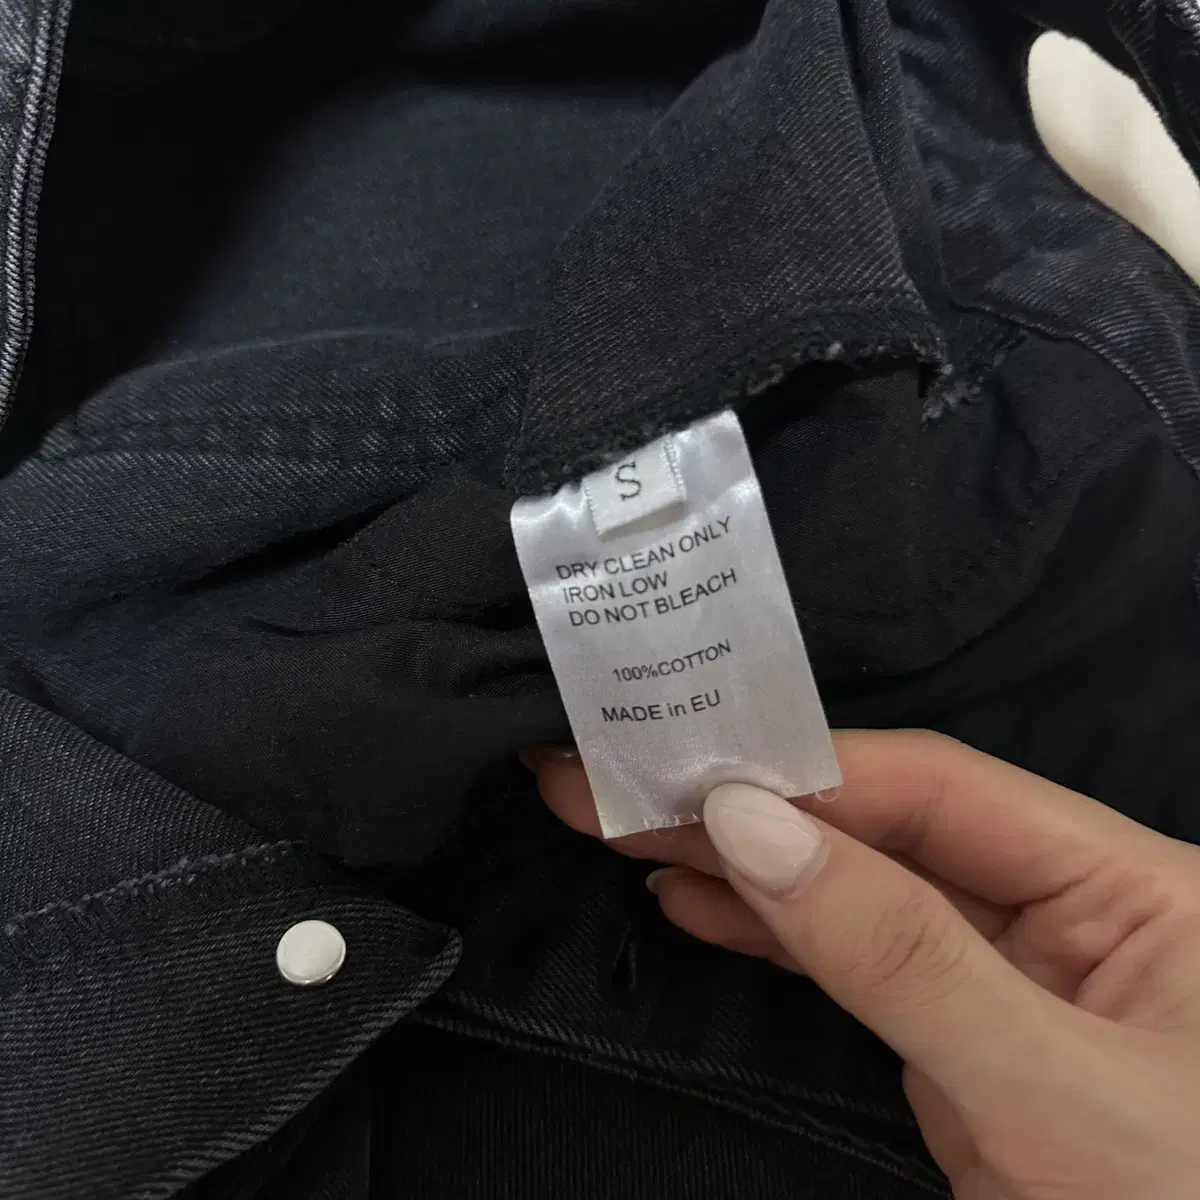 S
DRY CLEAN ONLY
IRON LOW
DO NOT BLEACH
100%COTTON
MADE in EU